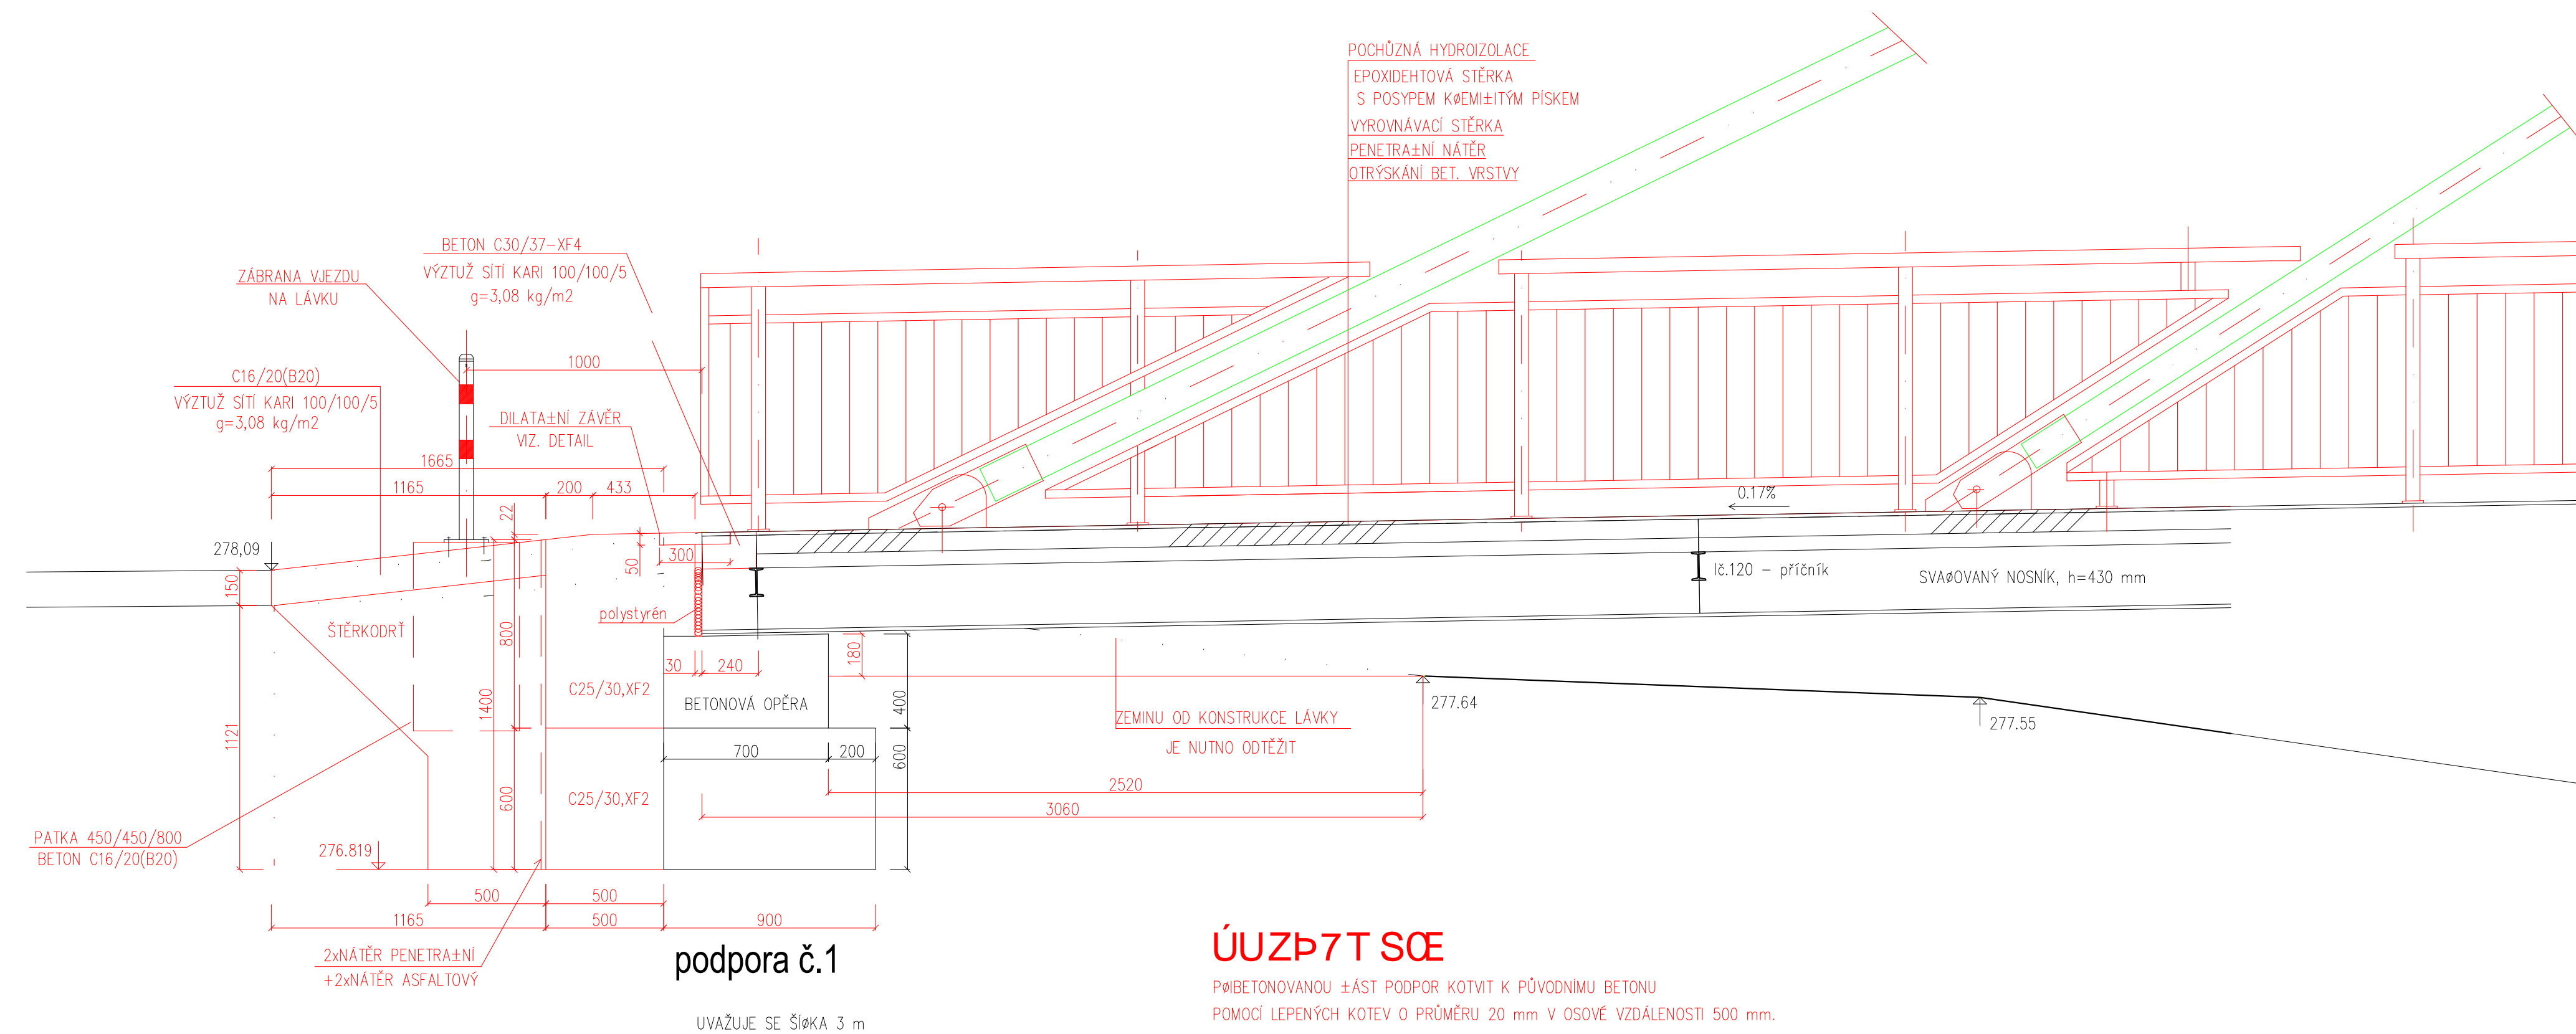 POCHŮZNÁ HYDROIZOLACE
EPOXIDEHTOVÁ STĚRKA
S POSYPEM KøEMI±ITÝM PÍSKEM
VYROVNÁVACÍ STĚRKA
PENETRA±NÍ NÁTĚR
OTRÝSKÁNÍ BET. VRSTVY
BETON C30/37-XF4
VÝZTUŽ SÍTÍ KARI 100/100/5
g=3,08 kg/m2
ZÁBRANA VJEZDU
NA LÁVKU
1000
C16/20(B20)
VÝZTUŽ SÍTÍ KARI 100/100/5
g=3,08 kg/m2
DILATA±NÍ ZÁVĚR
VIZ. DETAIL
1665
1165
200
433
22
0.17%
278,09
50
300
150
Ič.120 - příčník
SVAøOVANÝ NOSNÍK, h=430 mm
polystyrén
ŠTĚRKODRŤ
800
180
30
240
C25/30,XF2
BETONOVÁ OPĚRA
400
1400
277.64
277.55
ZEMINU OD KONSTRUKCE LÁVKY
JE NUTNO ODTĚŽIT
1121
700
200
600
2520
600
C25/30,XF2
3060
PATKA 450/450/800
BETON C16/20(B20)
276.819
500
500
1165
500
900
2xNÁTĚR PENETRA±NÍ
+2xNÁTĚR ASFALTOVÝ
podpora č.1
UVAŽUJE SE ŠÍøKA 3 m
ÚUZÞ7T SŒ
PøIBETONOVANOU ±ÁST PODPOR KOTVIT K PŮVODNÍMU BETONU
POMOCÍ LEPENÝCH KOTEV O PRŮMĚRU 20 mm V OSOVÉ VZDÁLENOSTI 500 mm.